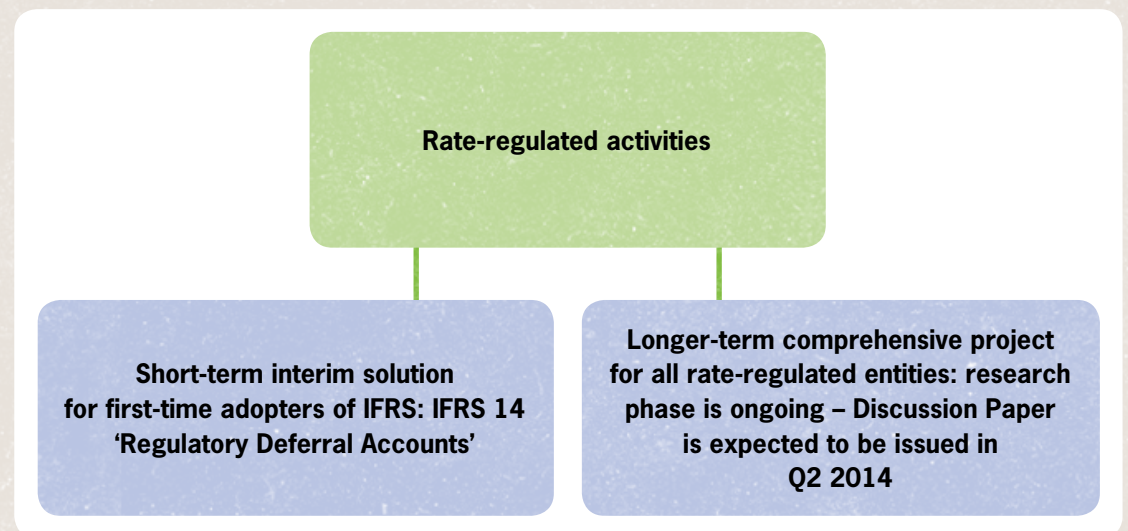 Rate-regulated activities
Short-term interim solution
for first-time adopters of IFRS: IFRS 14
‘Regulatory Deferral Accounts’
Longer-term comprehensive project
for all rate-regulated entities: research
phase is ongoing – Discussion Paper
is expected to be issued in
Q2 2014